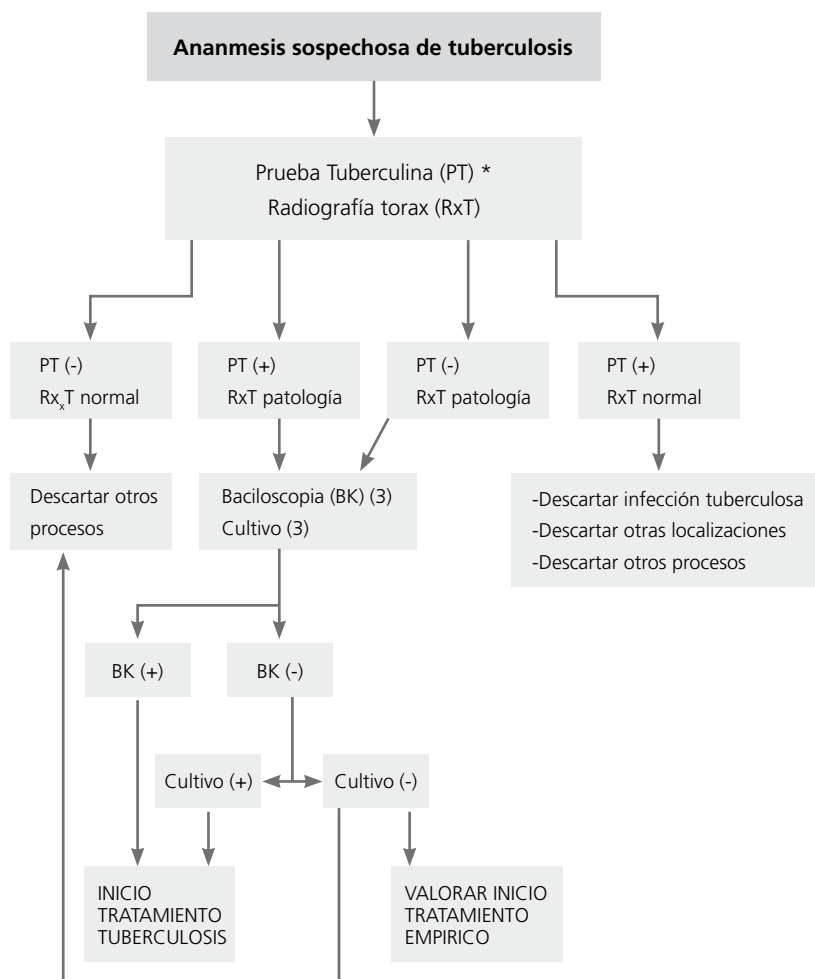 Ananmesis sospechosa de tuberculosis
Prueba Tuberculina (PT) *
Radiografía torax (RxT)
PT (-)
RxxT normal
PT (+)
RxT patología
PT (-)
RxT patología
PT (+)
RxT normal
Descartar otros
procesos
Baciloscopia (BK) (3)
Cultivo (3)
-Descartar infección tuberculosa
-Descartar otras localizaciones
-Descartar otros procesos
BK (+)
BK (-)
Cultivo (+)
Cultivo (-)
INICIO
TRATAMIENTO
TUBERCULOSIS
VALORAR INICIO
TRATAMIENTO
EMPIRICO